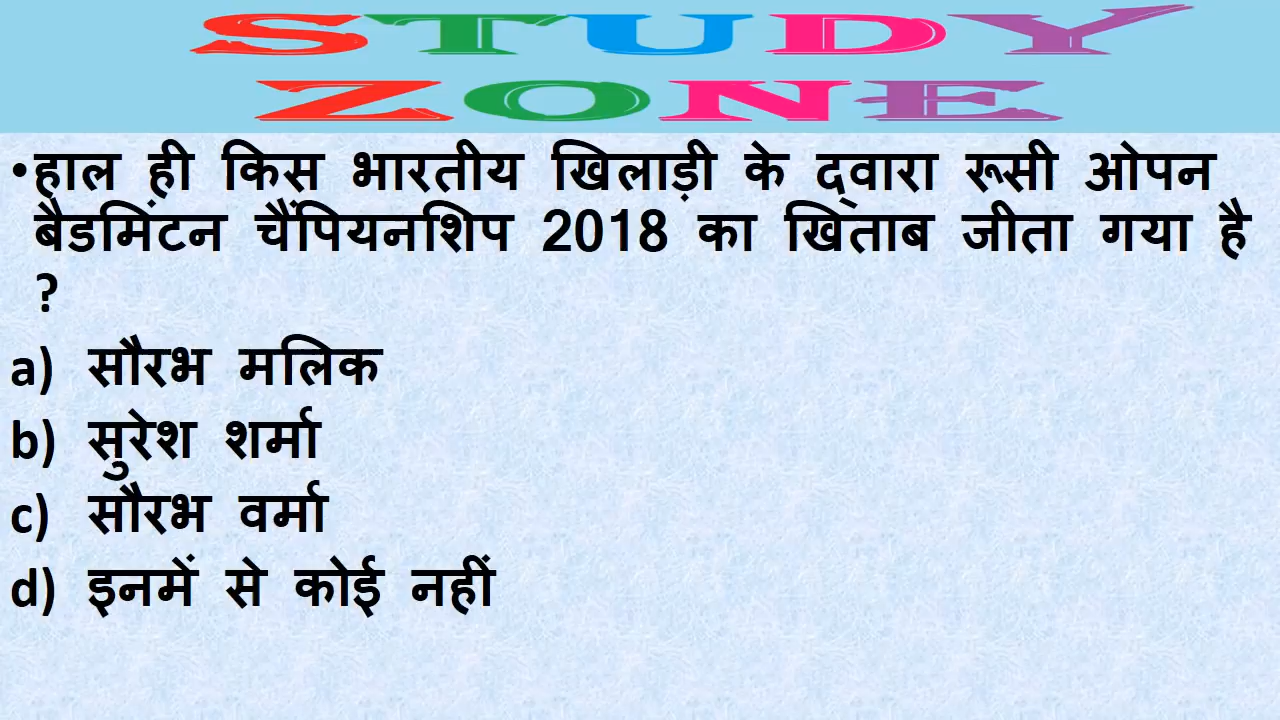 STUDY
ZONE
•हाल ही किस भारतीय खिलाड़ी के द्वारा रूसी ओपन
बैडमिंटन चैंपियनशिप 2018 का खिताब जीता गया है
?
a) सौरभ मलिक
b) सुरेश शर्मा
c) सौरभ वर्मा
d) इनमें से कोई नहीं